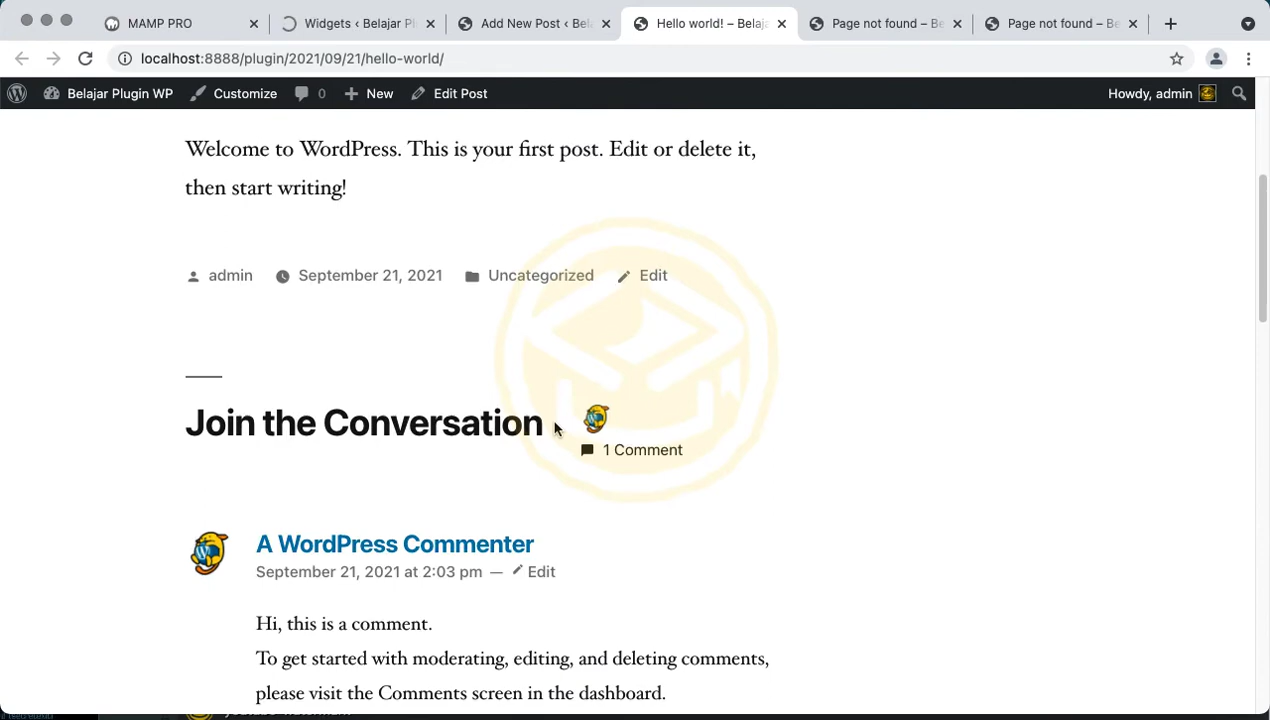 MAMP PRO
Widgets ‹ Belajar Pl
Add New Post ‹ Bela
Hello world! – Belaja
Page not found – Be
Page not found – Be
localhost:8888/plugin/2021/09/21/hello-world/
Belajar Plugin WP Customize 0 New Edit Post Howdy, admin
Welcome to WordPress. This is your first post. Edit or delete it,
then start writing!
admin September 21, 2021 Uncategorized Edit
Join the Conversation
1 Comment
A WordPress Commenter
September 21, 2021 at 2:03 pm — Edit
Hi, this is a comment.
To get started with moderating, editing, and deleting comments,
please visit the Comments screen in the dashboard.